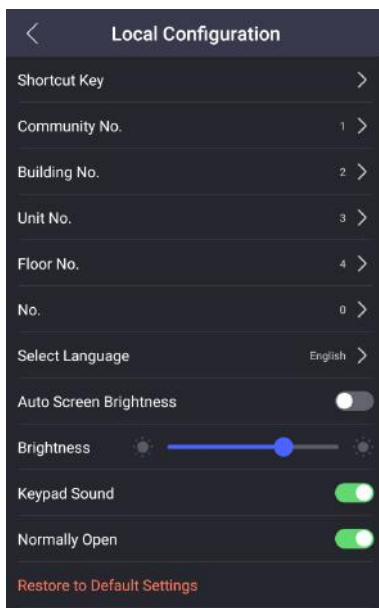 Local Configuration
Shortcut Key
Community No. 1
Building No. 2
Unit No. 3
Floor No. 4
No. 0
Select Language English
Auto Screen Brightness
Brightness
Keypad Sound
Normally Open
Restore to Default Settings